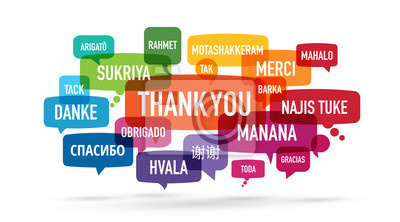 ARIGATŌ
RAHMET
MOTASHAKKERAM
MAHALO
SUKRIYA
TAK
MERCI
TACK
BARKA
DANKE
THANK YOU
NAJIS TUKE
OBRIGADO
MANANA
СПАСИБО
HVALA
谢谢
TODA
GRACIAS